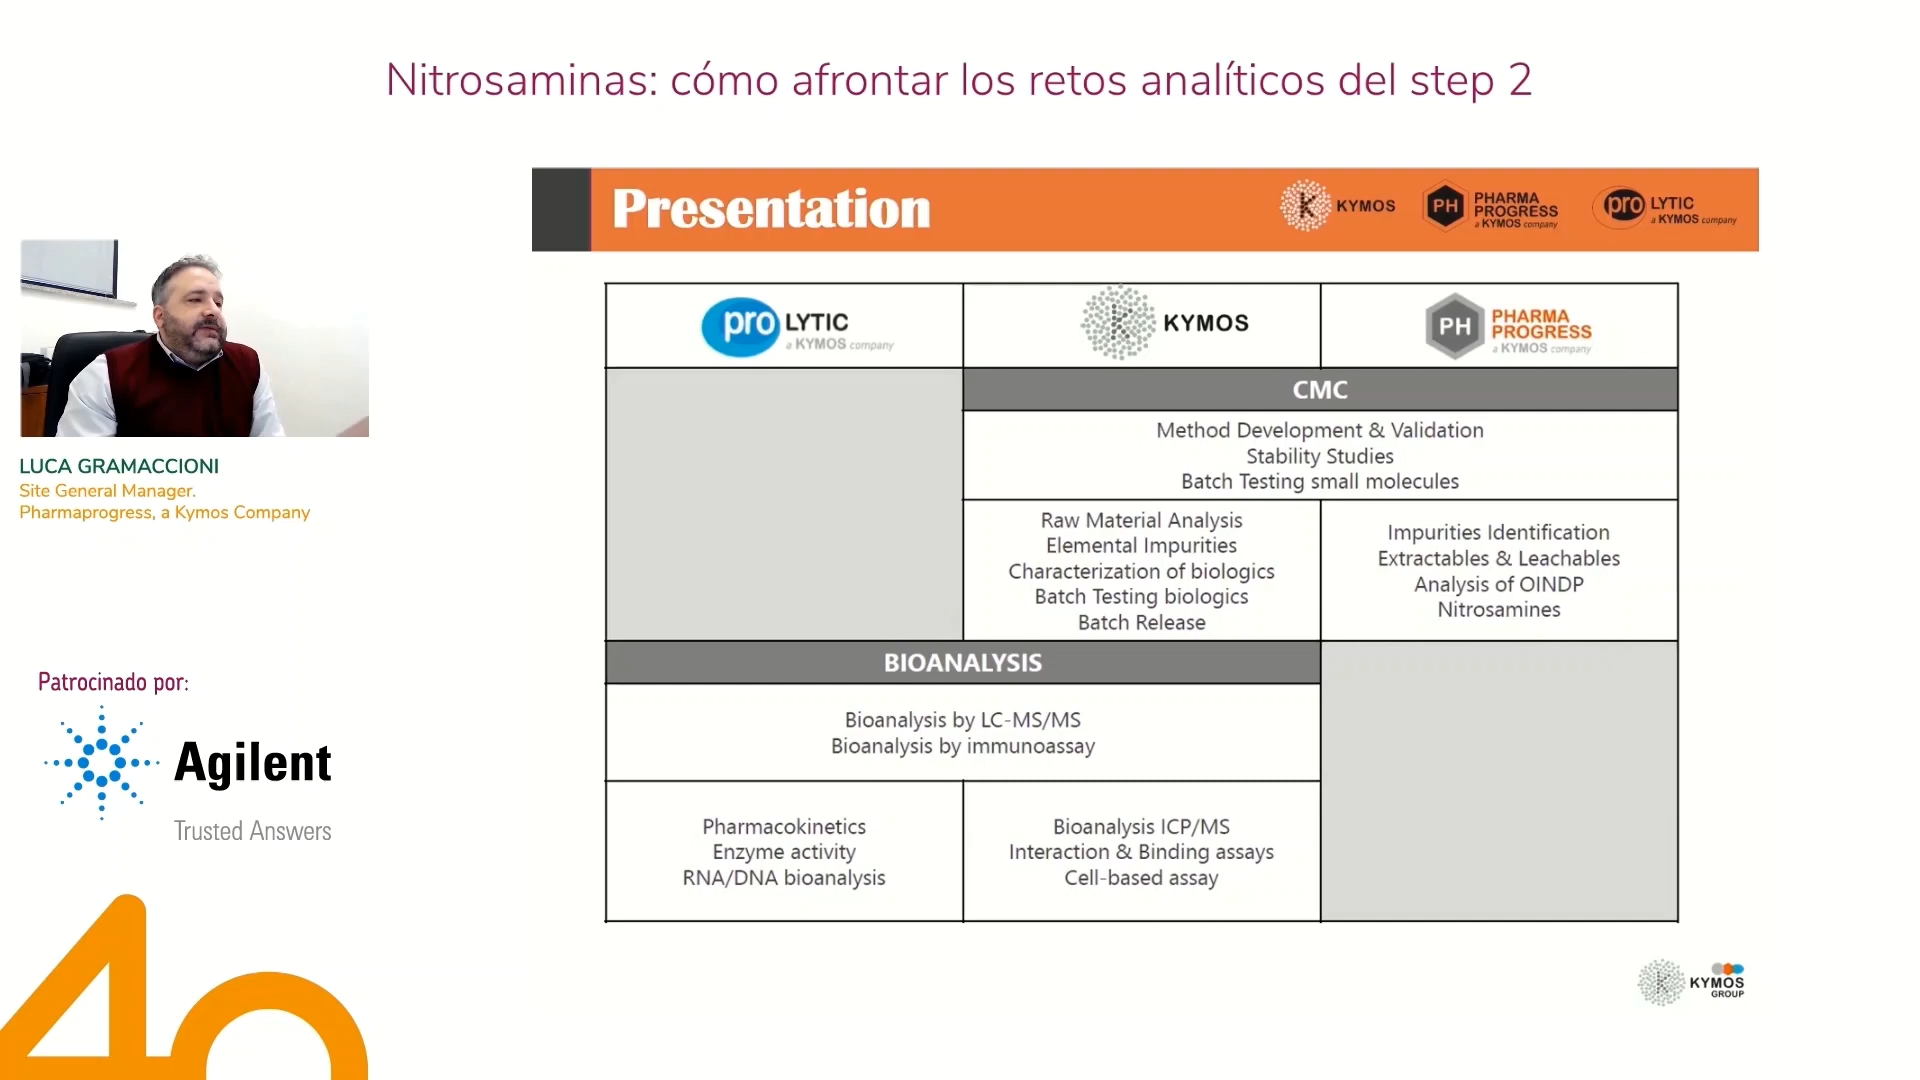 Nitrosaminas: cómo afrontar los retos analíticos del step 2
Presentation
K KYMOS
PH PHARMA PROGRESS a KYMOS company
pro LYTIC a KYMOS company
pro LYTIC
a KYMOS company
K KYMOS
PH PHARMA
PROGRESS
a KYMOS company
CMC
Method Development & Validation
Stability Studies
Batch Testing small molecules
Raw Material Analysis
Elemental Impurities
Characterization of biologics
Batch Testing biologics
Batch Release
Impurities Identification
Extractables & Leachables
Analysis of OINDP
Nitrosamines
BIOANALYSIS
Bioanalysis by LC-MS/MS
Bioanalysis by immunoassay
Pharmacokinetics
Enzyme activity
RNA/DNA bioanalysis
Bioanalysis ICP/MS
Interaction & Binding assays
Cell-based assay
K KYMOS
GROUP
LUCA GRAMACCIONI
Site General Manager.
Pharmaprogress, a Kymos Company
Patrocinado por:
Agilent
Trusted Answers